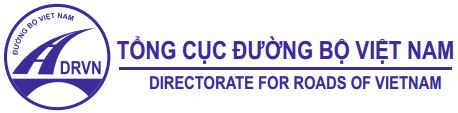 ĐƯỜNG BỘ VIỆT NAM
DRVN
TỔNG CỤC ĐƯỜNG BỘ VIỆT NAM
DIRECTORATE FOR ROADS OF VIETNAM